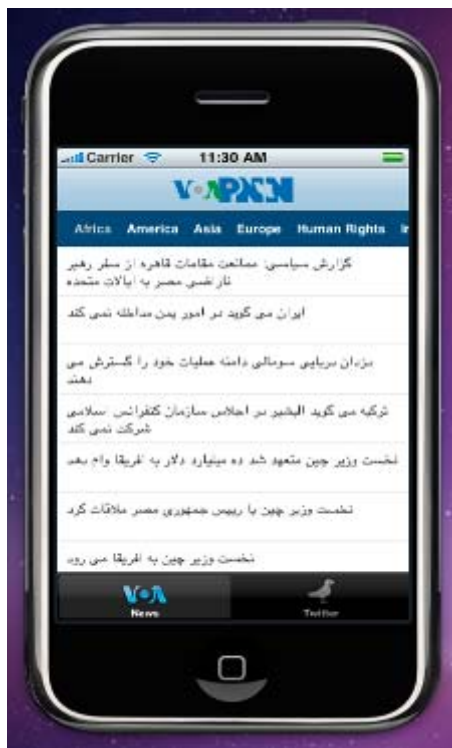 Carrier 11:30 AM
VOA PNN
Africa America Asia Europe Human Rights
گزارش سیاسی: ممانعت مقامات قاهره از سفر رهبر
ناراضی مصر به ایالات متحده
ایران می گوید در امور یمن مداخله نمی کند
دزدان دریایی سومالی دامنه عملیات خود را گسترش می
دهند
ترکیه می گوید البشیر در اجلاس سازمان کنفرانس اسلامی
شرکت نمی کند
نخست وزیر چین متعهد شد ده میلیارد دلار به افریقا وام بدهد
نخست وزیر چین با رییس جمهوری مصر ملاقات کرد
نخست وزیر چین به افریقا می رود
VOA
News
Twitter